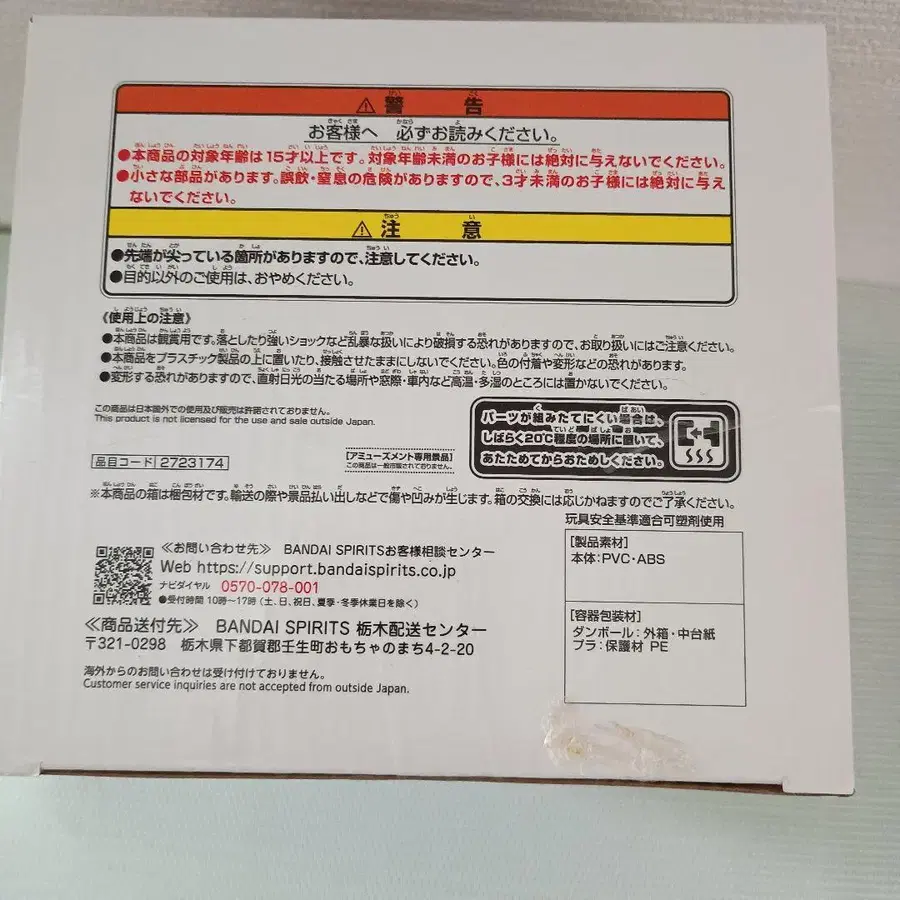 ⚠警告
お客様へ 必ずお読みください。
●本商品の対象年齢は15才以上です。対象年齢未満のお子様には絶対に与えないでください。
●小さな部品があります。誤飲・窒息の危険がありますので、3才未満のお子様には絶対に与え
ないでください。
⚠注意
●先端が尖っている箇所がありますので、注意してください。
●目的以外のご使用は、おやめください。
《使用上の注意》
●本商品は観賞用です。落としたり強いショックなど乱暴な扱いにより破損する恐れがありますので、お取り扱いにはご注意ください。
●本商品をプラスチック製品の上に置いたり、接触させたままにしないでください。色の付着や変形などの恐れがあります。
●変形する恐れがありますので、直射日光の当たる場所や窓際・車内など高温・多湿のところには置かないでください。
この商品は日本国外での使用及び販売は許諾されておりません。
This product is not licensed for the use and sale outside Japan.
パーツが組みたてにくい場合は、
しばらく20℃程度の場所に置いて、
あたためてからおためしください。
品目コード 2723174
[アミューズメント専用景品]
この商品は一般市販されておりません。
※本商品の箱は梱包材です。輸送の際や景品払い出しなどで傷や凹みが生じます。箱の交換には応じかねますのでご了承ください。
玩具安全基準適合可塑剤使用
[製品素材]
本体:PVC・ABS
[容器包装材]
ダンボール:外箱・中台紙
プラ:保護材 PE
≪お問い合わせ先≫ BANDAI SPIRITSお客様相談センター
Web https://support.bandaispirits.co.jp
ナビダイヤル 0570-078-001
●受付時間 10時〜17時(土、日、祝日、夏季・冬季休業日を除く)
≪商品送付先≫ BANDAI SPIRITS 栃木配送センター
〒321-0298 栃木県下都賀郡壬生町おもちゃのまち4-2-20
海外からのお問い合わせは受け付けておりません。
Customer service inquiries are not accepted from outside Japan.